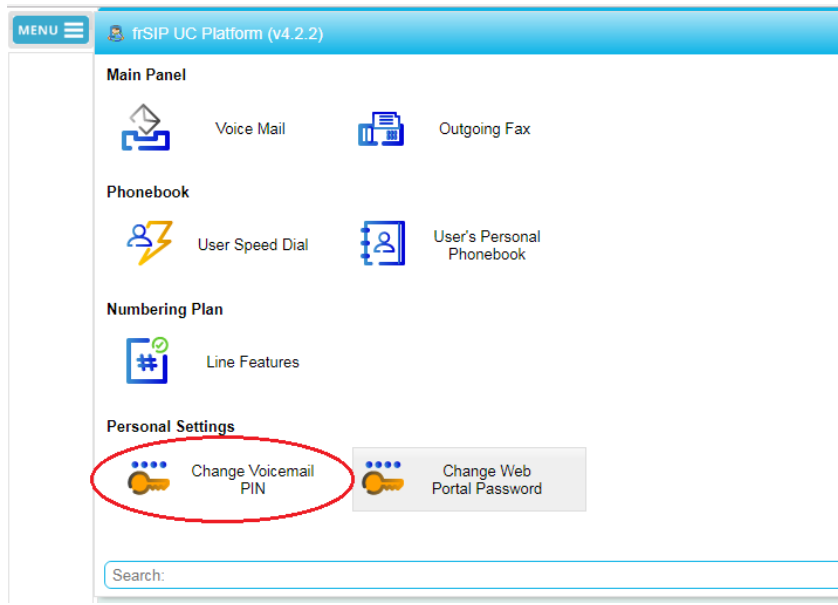 MENU
frSIP UC Platform (v4.2.2)
Main Panel
Voice Mail
Outgoing Fax
Phonebook
User Speed Dial
User's Personal
Phonebook
Numbering Plan
#
Line Features
Personal Settings
Change Voicemail
PIN
Change Web
Portal Password
Search: